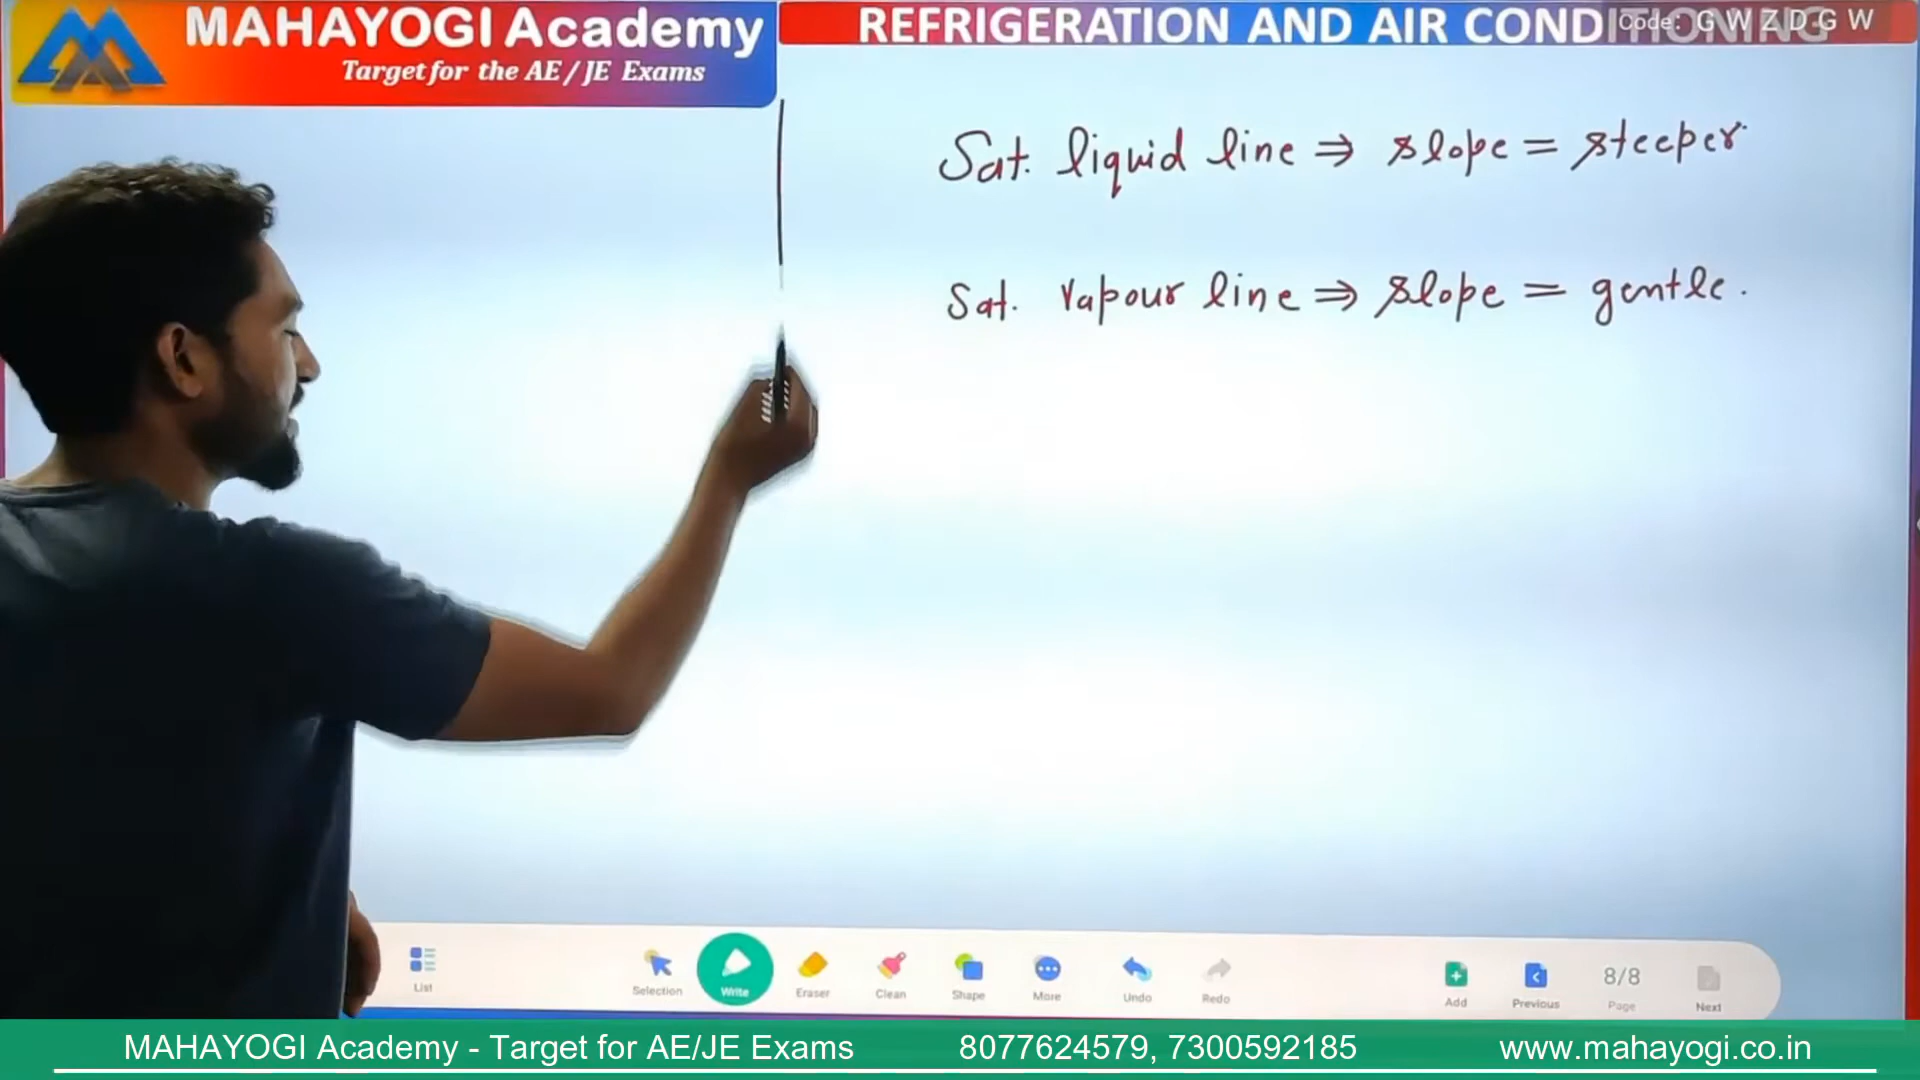 MAHAYOGI Academy
Target for the AE/JE Exams
REFRIGERATION AND AIR CONDITIONING
Code: G W Z D G W
Sat. liquid line ⇒ slope = steeper
Sat. vapour line ⇒ slope = gentle.
List
Selection
Write
Eraser
Clean
Shape
More
Undo
Redo
Add
Previous
8/8
Page
Next
MAHAYOGI Academy - Target for AE/JE Exams 8077624579, 7300592185 www.mahayogi.co.in